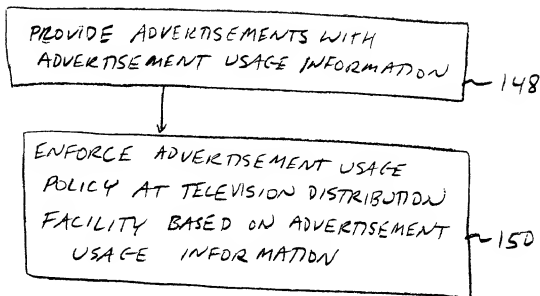 PROVIDE ADVERTISEMENTS WITH
ADVERTISEMENT USAGE INFORMATION
148
ENFORCE ADVERTISEMENT USAGE
POLICY AT TELEVISION DISTRIBUTION
FACILITY BASED ON ADVERTISEMENT
USAGE INFORMATION
150